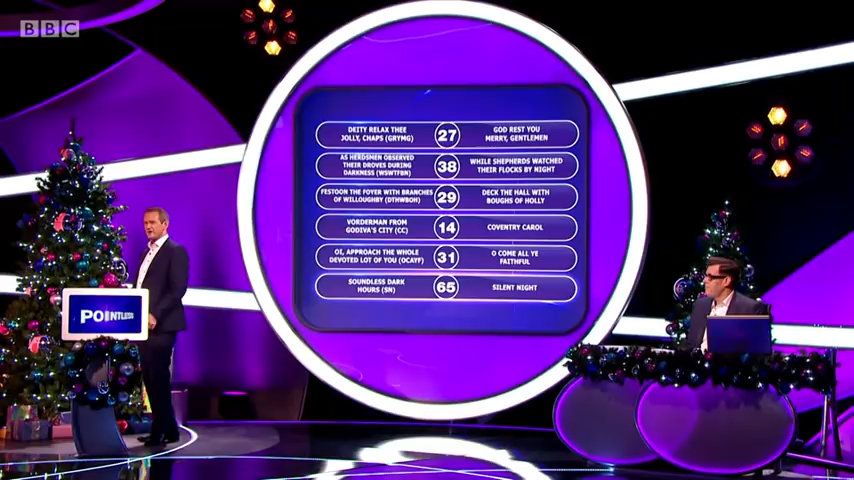 BBC
DEITY RELAX THEE
JOLLY, CHAPS (GRYMG)
27
GOD REST YOU
MERRY, GENTLEMEN
AS HERDSMEN OBSERVED
THEIR DROVES DURING
DARKNESS (WSWTFBN)
38
WHILE SHEPHERDS WATCHED
THEIR FLOCKS BY NIGHT
FESTOON THE FOYER WITH BRANCHES
OF WILLOUGHBY (DTHWBOH)
29
DECK THE HALL WITH
BOUGHS OF HOLLY
VORDERMAN FROM
GODIVA'S CITY (CC)
14
COVENTRY CAROL
OI, APPROACH THE WHOLE
DEVOTED LOT OF YOU (OCAYF)
31
O COME ALL YE
FAITHFUL
SOUNDLESS DARK
HOURS (SN)
65
SILENT NIGHT
POINTLESS